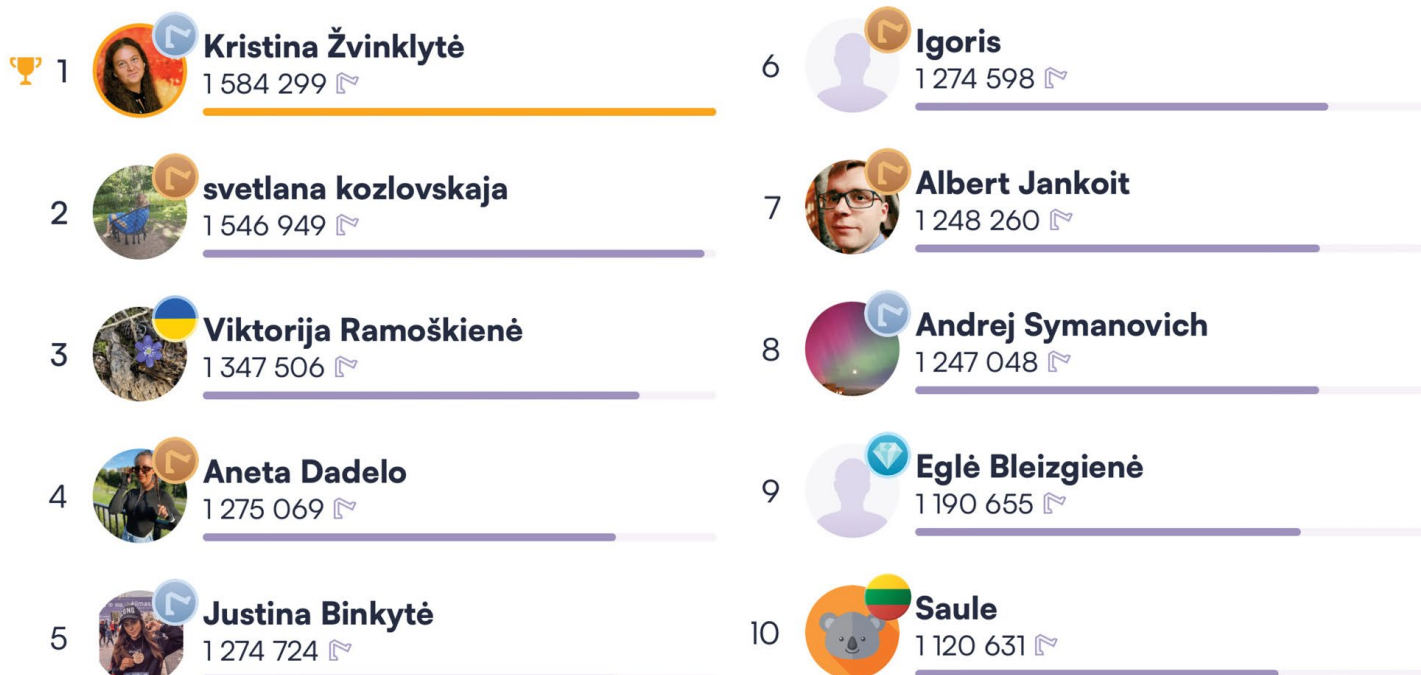 1
Kristina Žvinklytė
1 584 299
2
svetlana kozlovskaja
1 546 949
3
Viktorija Ramoškienė
1 347 506
4
Aneta Dadelo
1 275 069
5
Justina Binkytė
1 274 724
6
Igoris
1 274 598
7
Albert Jankoit
1 248 260
8
Andrej Symanovich
1 247 048
9
Eglė Bleizgienė
1 190 655
10
Saule
1 120 631